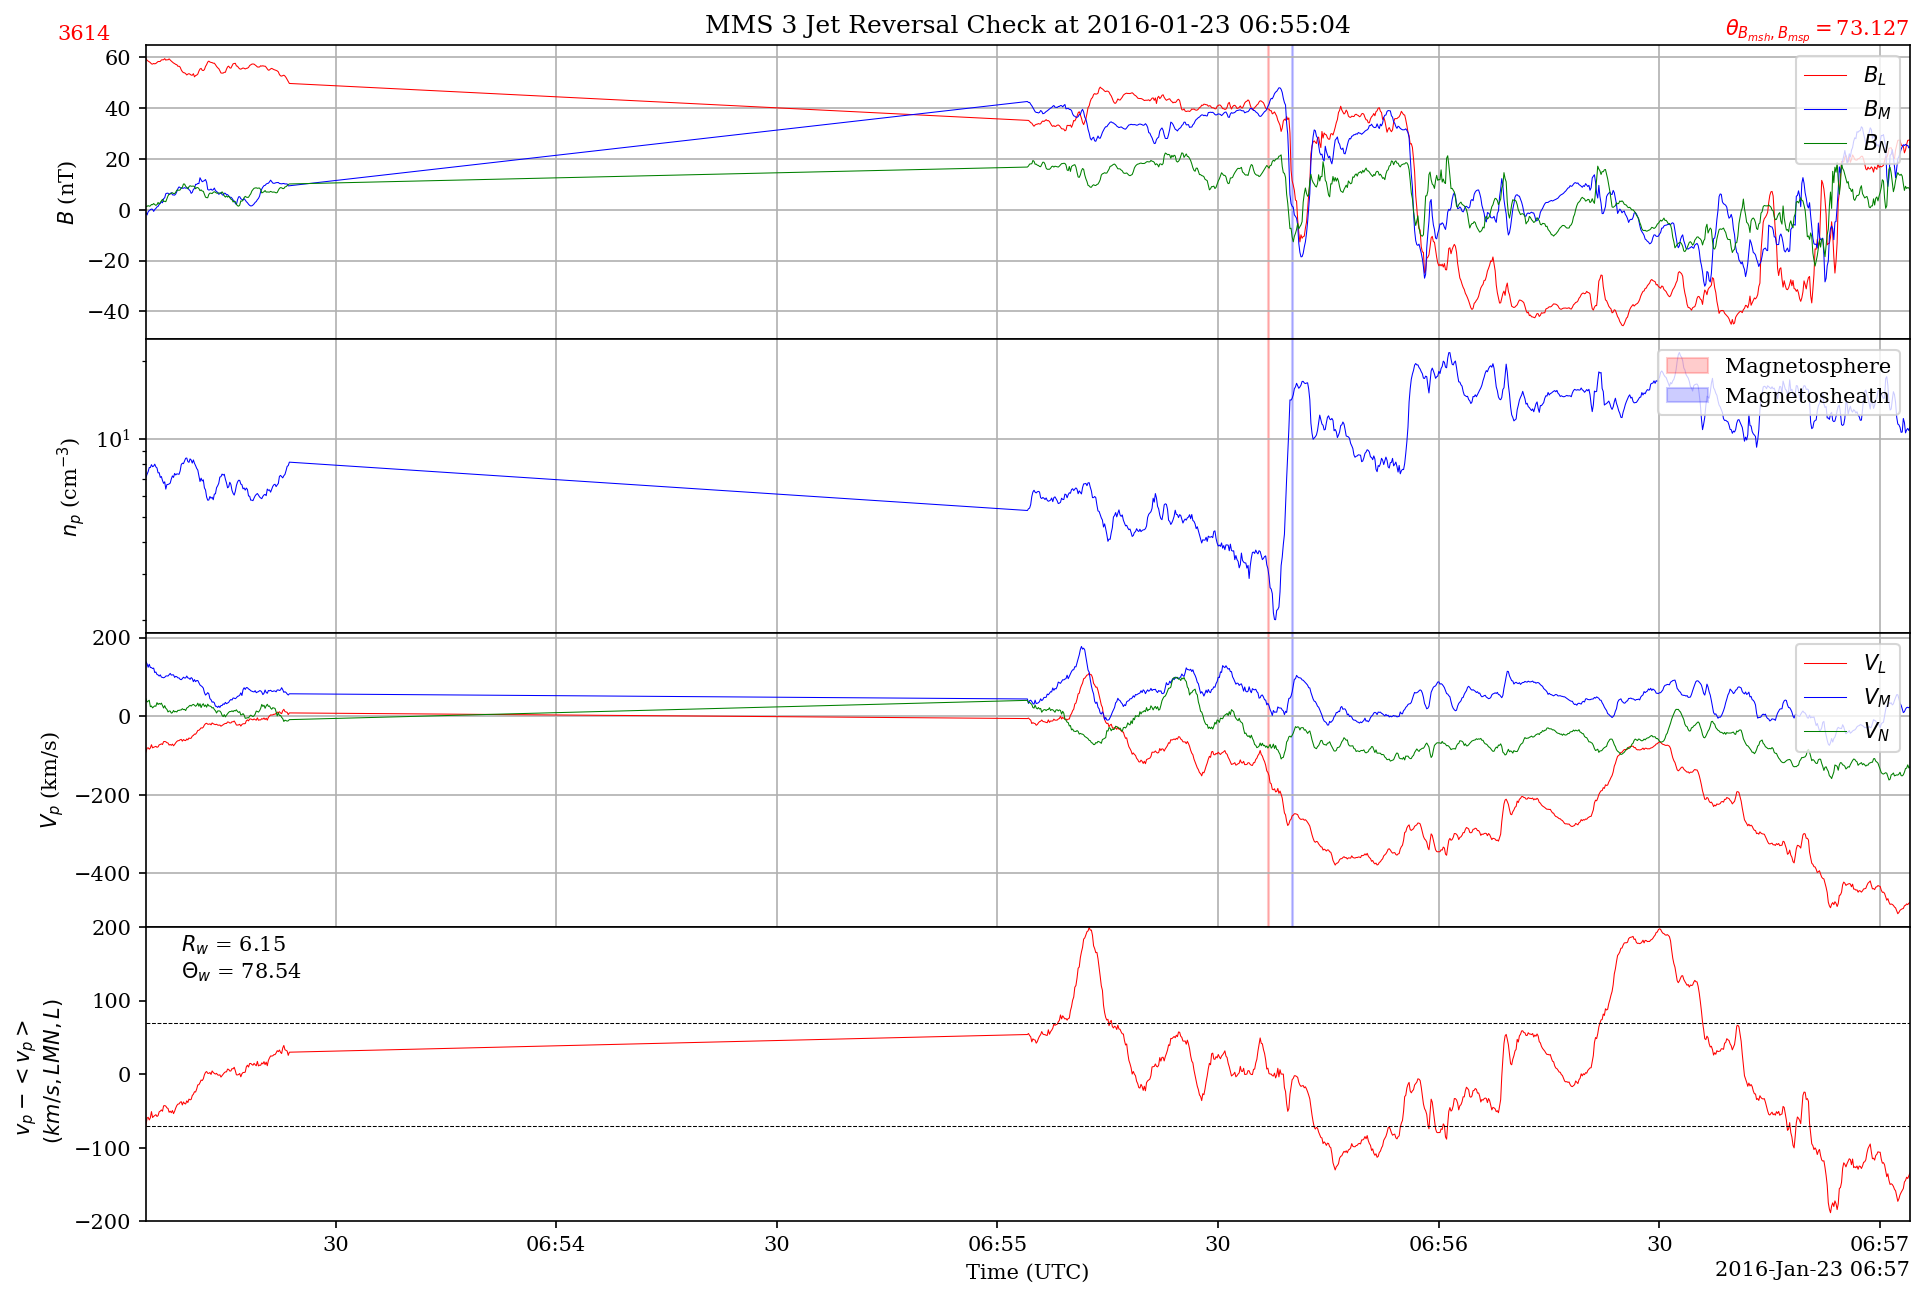 MMS 3 Jet Reversal Check at 2016-01-23 06:55:04
3614
θ_{B_{msh}, B_{msp}} = 73.127
B (nT)
60
40
20
0
−20
−40
B_L
B_M
B_N
n_p (cm^{−3})
10^1
Magnetosphere
Magnetosheath
V_p (km/s)
200
0
−200
−400
V_L
V_M
V_N
v_p − < v_p >
(km/s, LMN, L)
200
100
0
−100
−200
R_w = 6.15
Θ_w = 78.54
30
06:54
30
06:55
30
06:56
30
06:57
Time (UTC)
2016-Jan-23 06:57